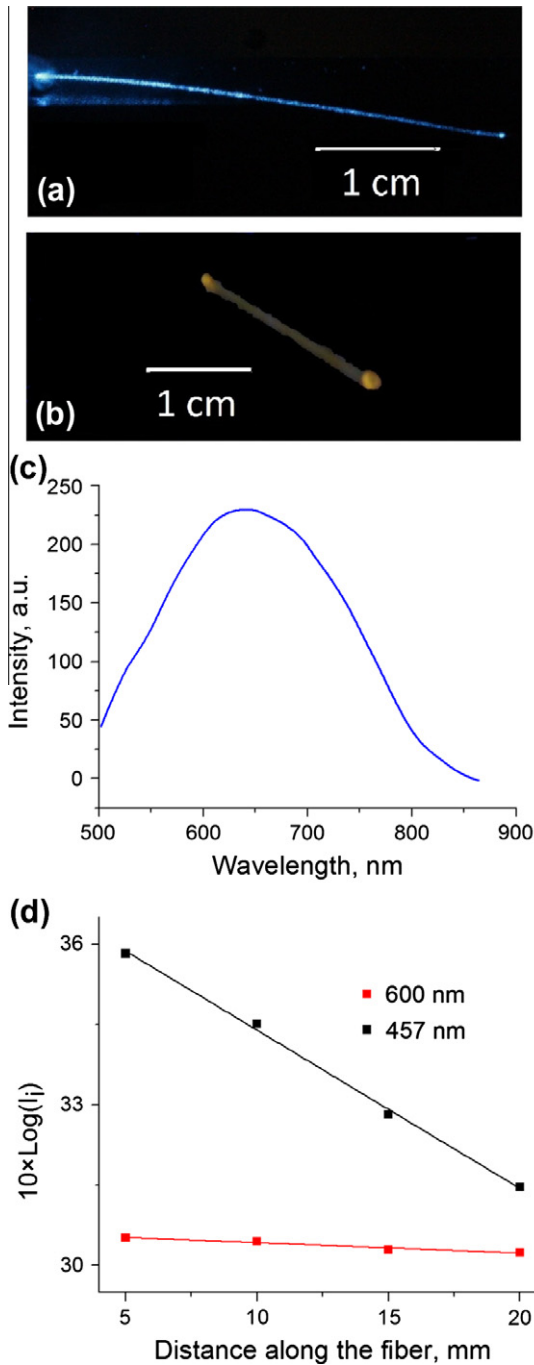 (a)
1 cm
(b)
1 cm
(c)
250
200
150
100
50
0
Intensity, a.u.
500 600 700 800 900
Wavelength, nm
(d)
36
33
30
10×Log(Ij)
600 nm
457 nm
5 10 15 20
Distance along the fiber, mm